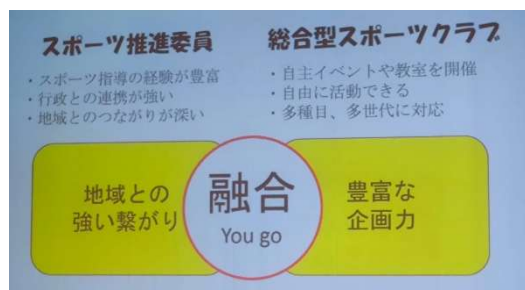 スポーツ推進委員
・スポーツ指導の経験が豊富
・行政との連携が強い
・地域とのつながりが深い
総合型スポーツクラブ
・自主イベントや教室を開催
・自由に活動できる
・多種目、多世代に対応
地域との
強い繋がり
融合
You go
豊富な
企画力